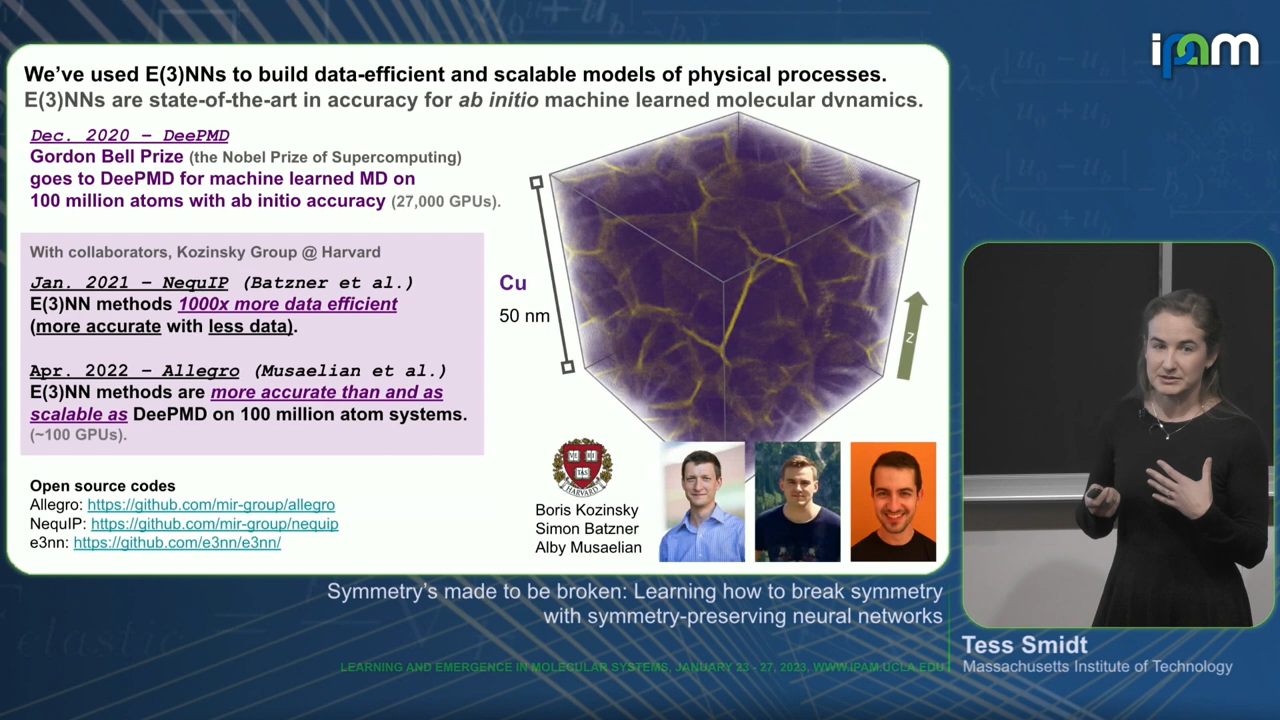 ipam
We've used E(3)NNs to build data-efficient and scalable models of physical processes.
E(3)NNs are state-of-the-art in accuracy for ab initio machine learned molecular dynamics.
Dec. 2020 – DeePMD
Gordon Bell Prize (the Nobel Prize of Supercomputing)
goes to DeePMD for machine learned MD on
100 million atoms with ab initio accuracy (27,000 GPUs).
With collaborators, Kozinsky Group @ Harvard
Jan. 2021 – NequIP (Batzner et al.)
E(3)NN methods 1000x more data efficient
(more accurate with less data).
Apr. 2022 – Allegro (Musaelian et al.)
E(3)NN methods are more accurate than and as
scalable as DeePMD on 100 million atom systems.
(~100 GPUs).
Open source codes
Allegro: https://github.com/mir-group/allegro
NequIP: https://github.com/mir-group/nequip
e3nn: https://github.com/e3nn/e3nn/
Cu
50 nm
Z
HARVARD
Boris Kozinsky
Simon Batzner
Alby Musaelian
Symmetry's made to be broken: Learning how to break symmetry
with symmetry-preserving neural networks
LEARNING AND EMERGENCE IN MOLECULAR SYSTEMS, JANUARY 23 - 27, 2023, WWW.IPAM.UCLA.EDU
Tess Smidt
Massachusetts Institute of Technology
elastic